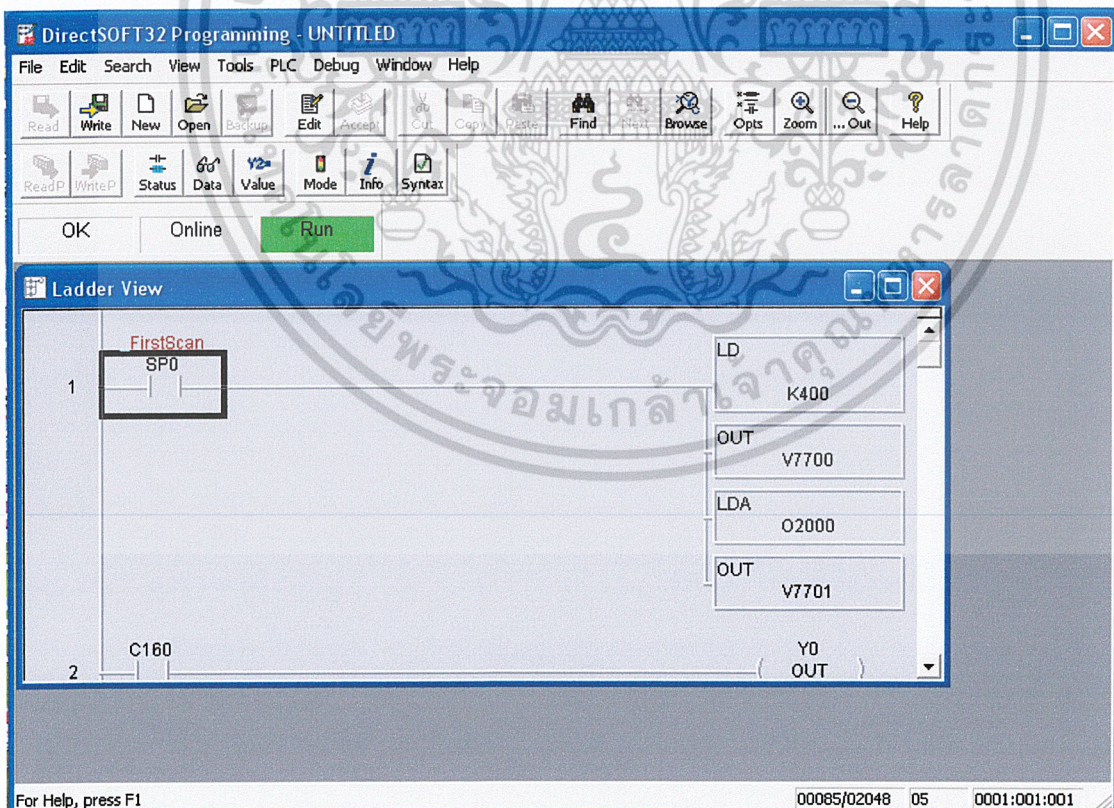 DirectSOFT32 Programming - UNTITLED
File Edit Search View Tools PLC Debug Window Help
Read Write New Open Backup Edit Accept Cut Copy Paste Find Next Browse Opts Zoom ... Out Help
ReadP WriteP Status Data Value Mode Info Syntax
OK Online Run
Ladder View
_FirstScan
SP0
1
LD
K400
OUT
V7700
LDA
O2000
OUT
V7701
C160
2
Y0
OUT
For Help, press F1 00085/02048 05 0001:001:001